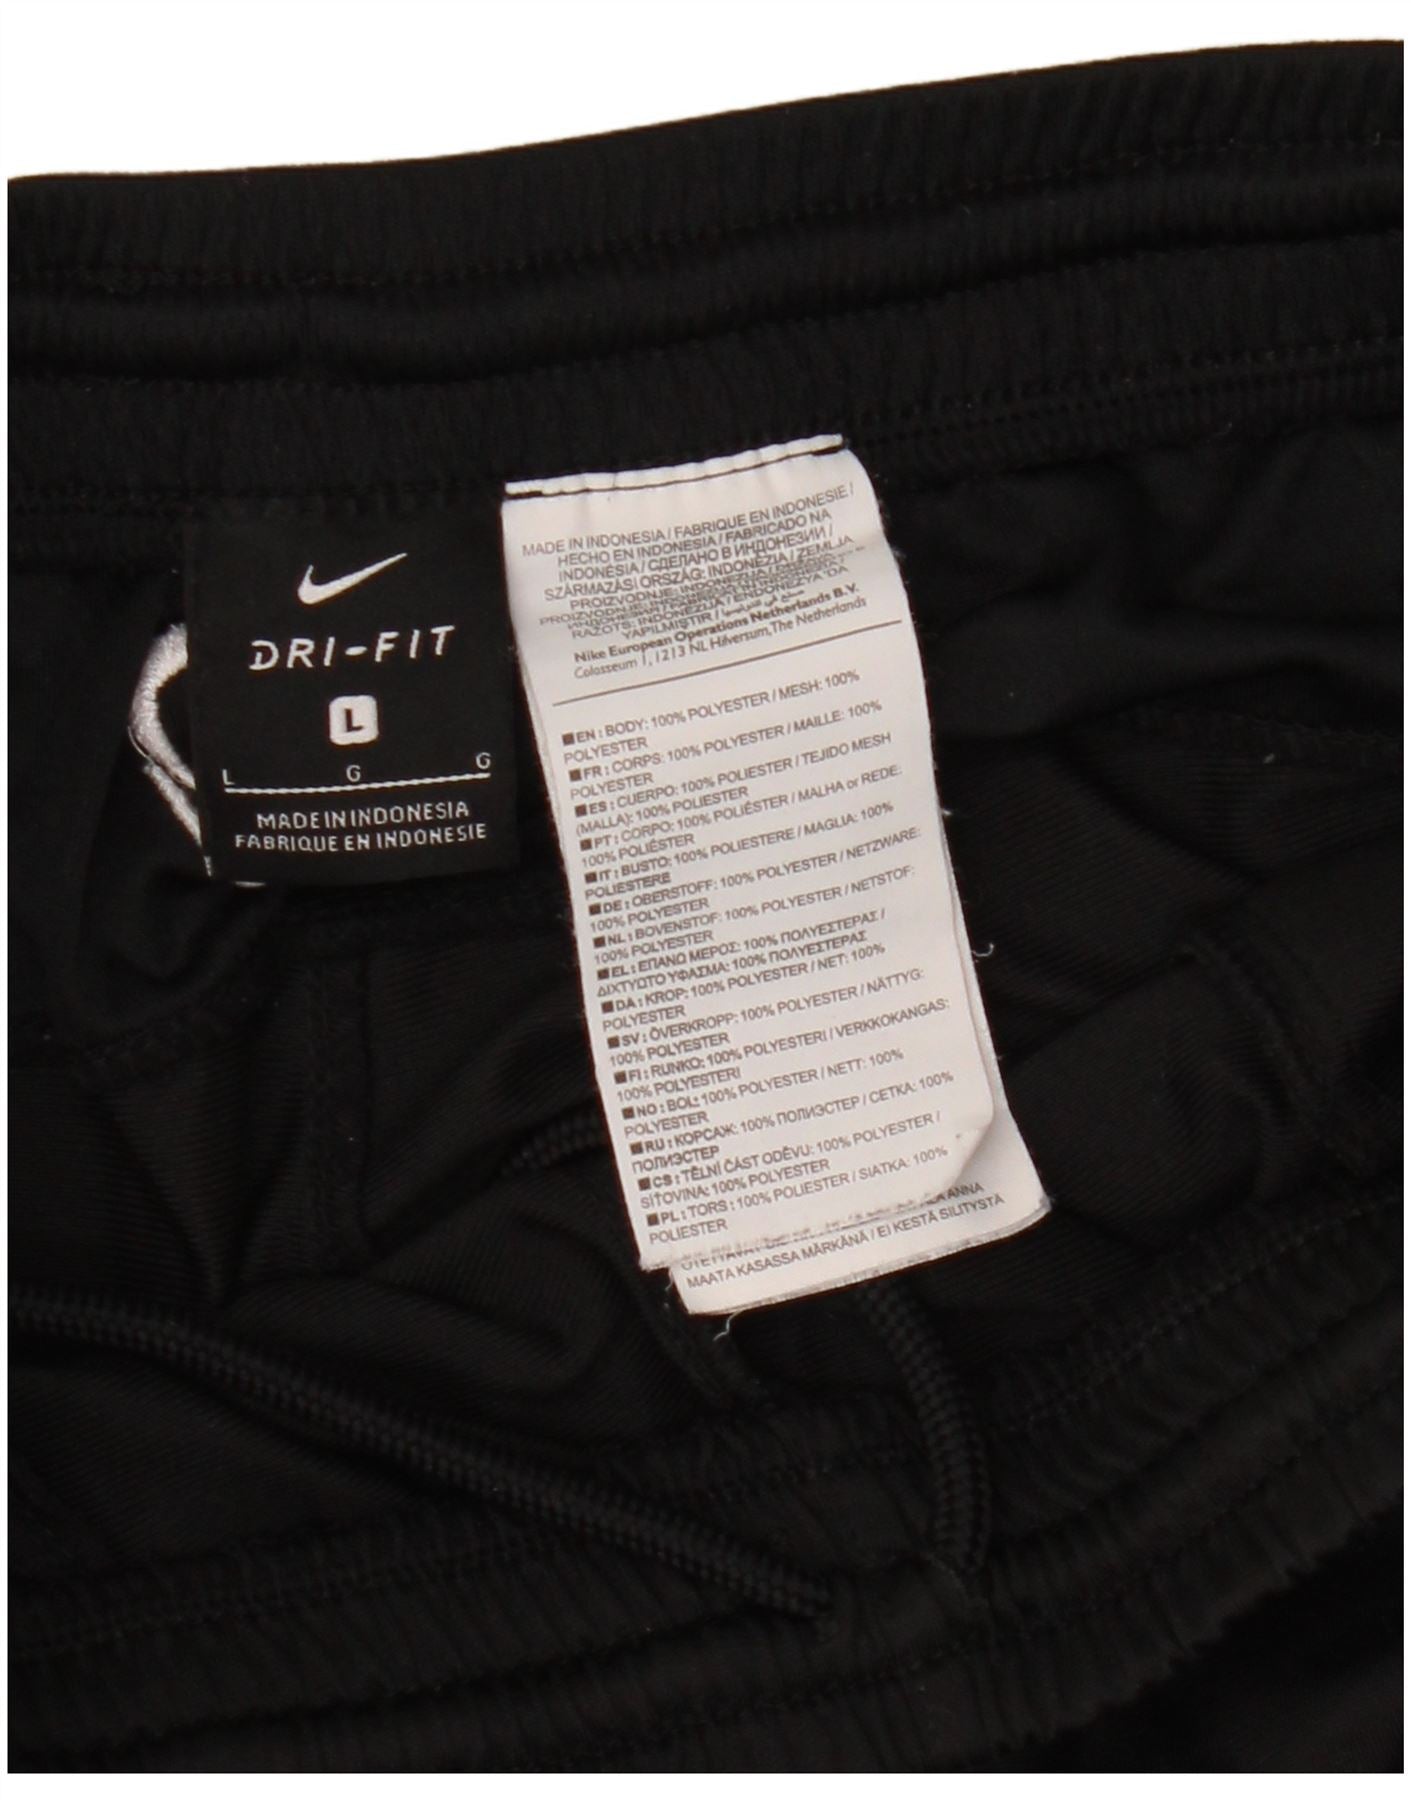 DRI-FIT
L
L G G
MADE IN INDONESIA
FABRIQUE EN INDONESIE
MADE IN INDONESIA / FABRIQUE EN INDONESIE /
HECHO EN INDONESIA / FABRICADO NA
INDONÉSIA / СДЕЛАНО В ИНДОНЕЗИИ /
SZÁRMAZÁSI ORSZÁG: INDONÉZIA / ZEMLJA
PROIZVODNJE: INDONEZIJA /
RAZOTS: INDONEZIJA / ENDONEZYA'DA
YAPILMIŞTIR /
Nike European Operations Netherlands B.V.
Colosseum 1, 1213 NL Hilversum, The Netherlands
EN : BODY: 100% POLYESTER / MESH: 100%
POLYESTER
FR : CORPS: 100% POLYESTER / MAILLE: 100%
POLYESTER
ES : CUERPO: 100% POLIESTER / TEJIDO MESH
(MALLA): 100% POLIESTER
PT : CORPO: 100% POLIÉSTER / MALHA or REDE:
100% POLIÉSTER
IT : BUSTO: 100% POLIESTERE / MAGLIA: 100%
POLIESTERE
DE : OBERSTOFF: 100% POLYESTER / NETZWARE:
100% POLYESTER
NL : BOVENSTOF: 100% POLYESTER / NETSTOF:
100% POLYESTER
EL : ΕΠΑΝΩ ΜΕΡΟΣ: 100% ΠΟΛΥΕΣΤΕΡΑΣ /
ΔΙΧΤΥΩΤΟ ΥΦΑΣΜΑ: 100% ΠΟΛΥΕΣΤΕΡΑΣ
DA : KROP: 100% POLYESTER / NET: 100%
POLYESTER
SV : ÖVERKROPP: 100% POLYESTER / NÄTTYG:
100% POLYESTER
FI : RUNKO: 100% POLYESTERI / VERKKOKANGAS:
100% POLYESTERI
NO : BOL: 100% POLYESTER / NETT: 100%
POLYESTER
RU : КОРСАЖ: 100% ПОЛИЭСТЕР / СЕТКА: 100%
ПОЛИЭСТЕР
CS : TĚLNÍ ČÁST ODĚVU: 100% POLYESTER /
SÍŤOVINA: 100% POLYESTER
PL : TORS: 100% POLIESTER / SIATKA: 100%
POLIESTER
ANNA
MAATA KASASSA MÄRKÄNÄ / EI KESTÄ SILITYSTÄ